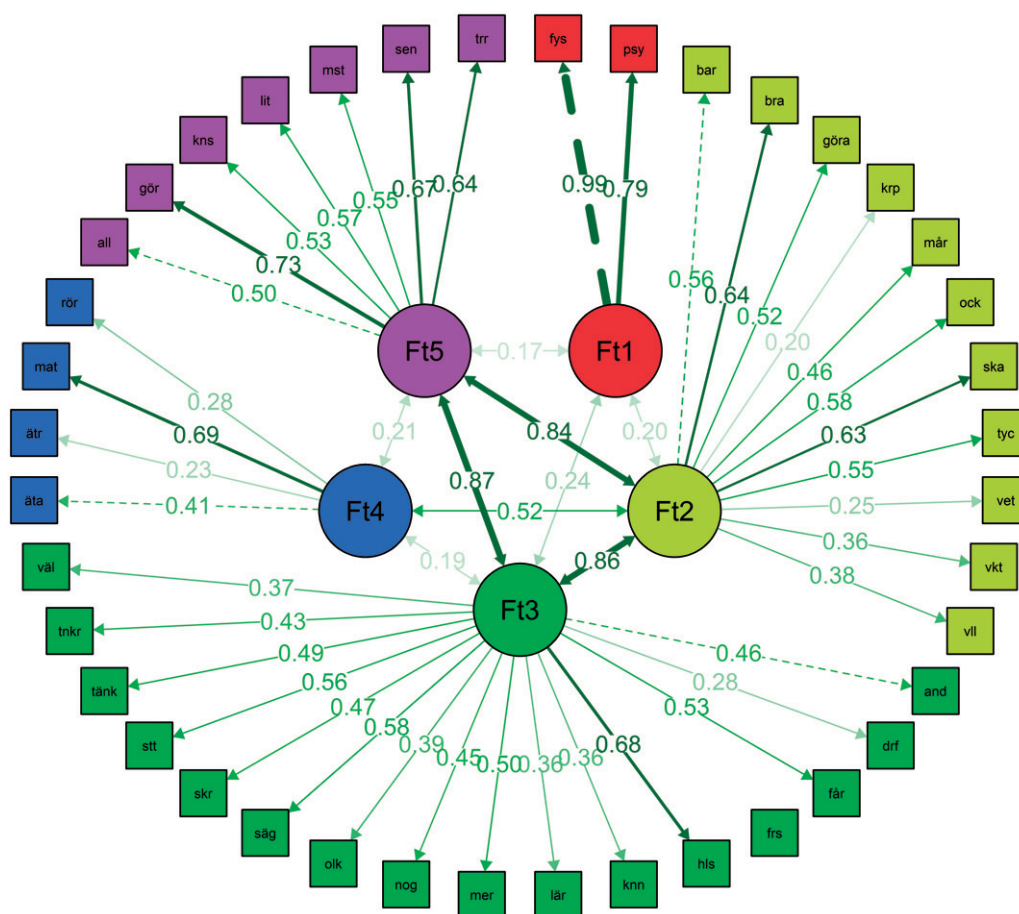 trr
fys
sen
psy
mst
bar
lit
bra
kns
göra
gör
krp
all
mår
rör
ock
mat
ska
ätr
tyc
äta
vet
väl
vkt
tnkr
vll
tänk
and
stt
drf
skr
får
säg
frs
olk
hls
nog
knn
mer
lär
Ft5
Ft1
Ft4
Ft2
Ft3
0.67
0.64
0.99
0.79
0.55
0.57
0.53
0.73
0.50
0.56
0.64
0.52
0.20
0.46
0.58
0.63
0.55
0.25
0.36
0.38
0.28
0.69
0.23
0.41
0.17
0.21
0.84
0.20
0.87
0.24
0.52
0.19
0.86
0.37
0.43
0.49
0.56
0.47
0.58
0.39
0.45
0.50
0.36
0.36
0.68
0.53
0.28
0.46